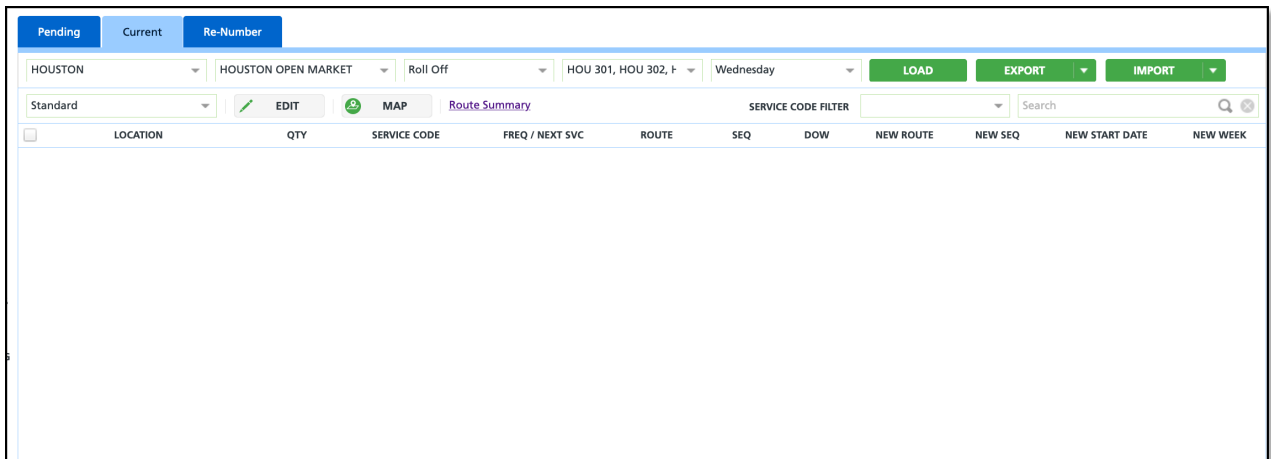 Pending Current Re-Number
HOUSTON HOUSTON OPEN MARKET Roll Off HOU 301, HOU 302, Wednesday LOAD EXPORT IMPORT
Standard EDIT MAP Route Summary SERVICE CODE FILTER Search
LOCATION QTY SERVICE CODE FREQ / NEXT SVC ROUTE SEQ DOW NEW ROUTE NEW SEQ NEW START DATE NEW WEEK